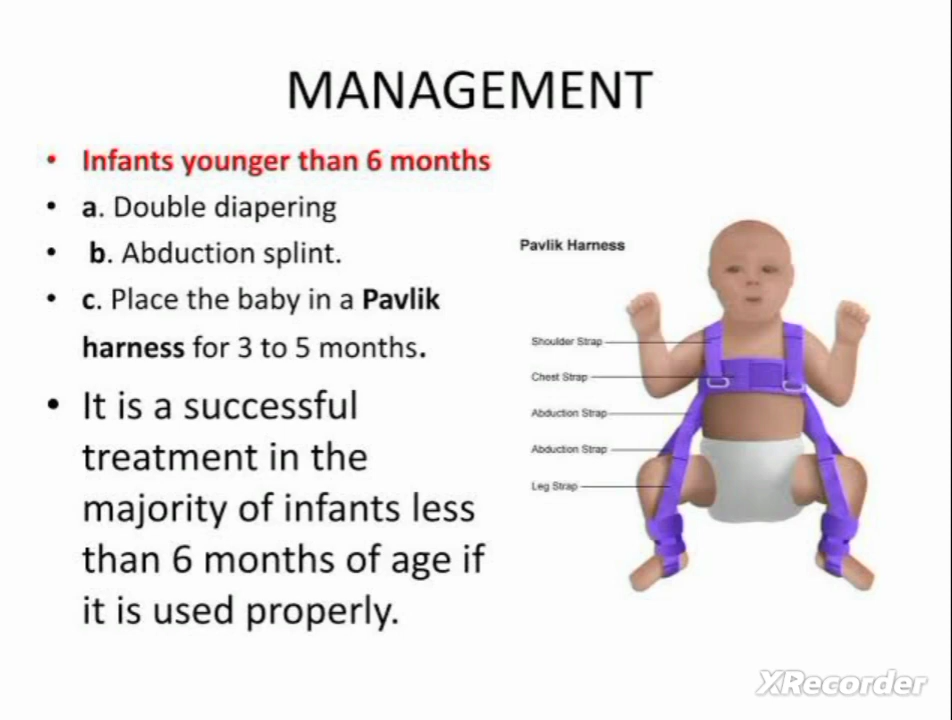 MANAGEMENT
• Infants younger than 6 months
• a. Double diapering
• b. Abduction splint.
• c. Place the baby in a Pavlik
harness for 3 to 5 months.
• It is a successful
treatment in the
majority of infants less
than 6 months of age if
it is used properly.
Pavlik Harness
Shoulder Strap
Chest Strap
Abduction Strap
Abduction Strap
Leg Strap
XRecorder